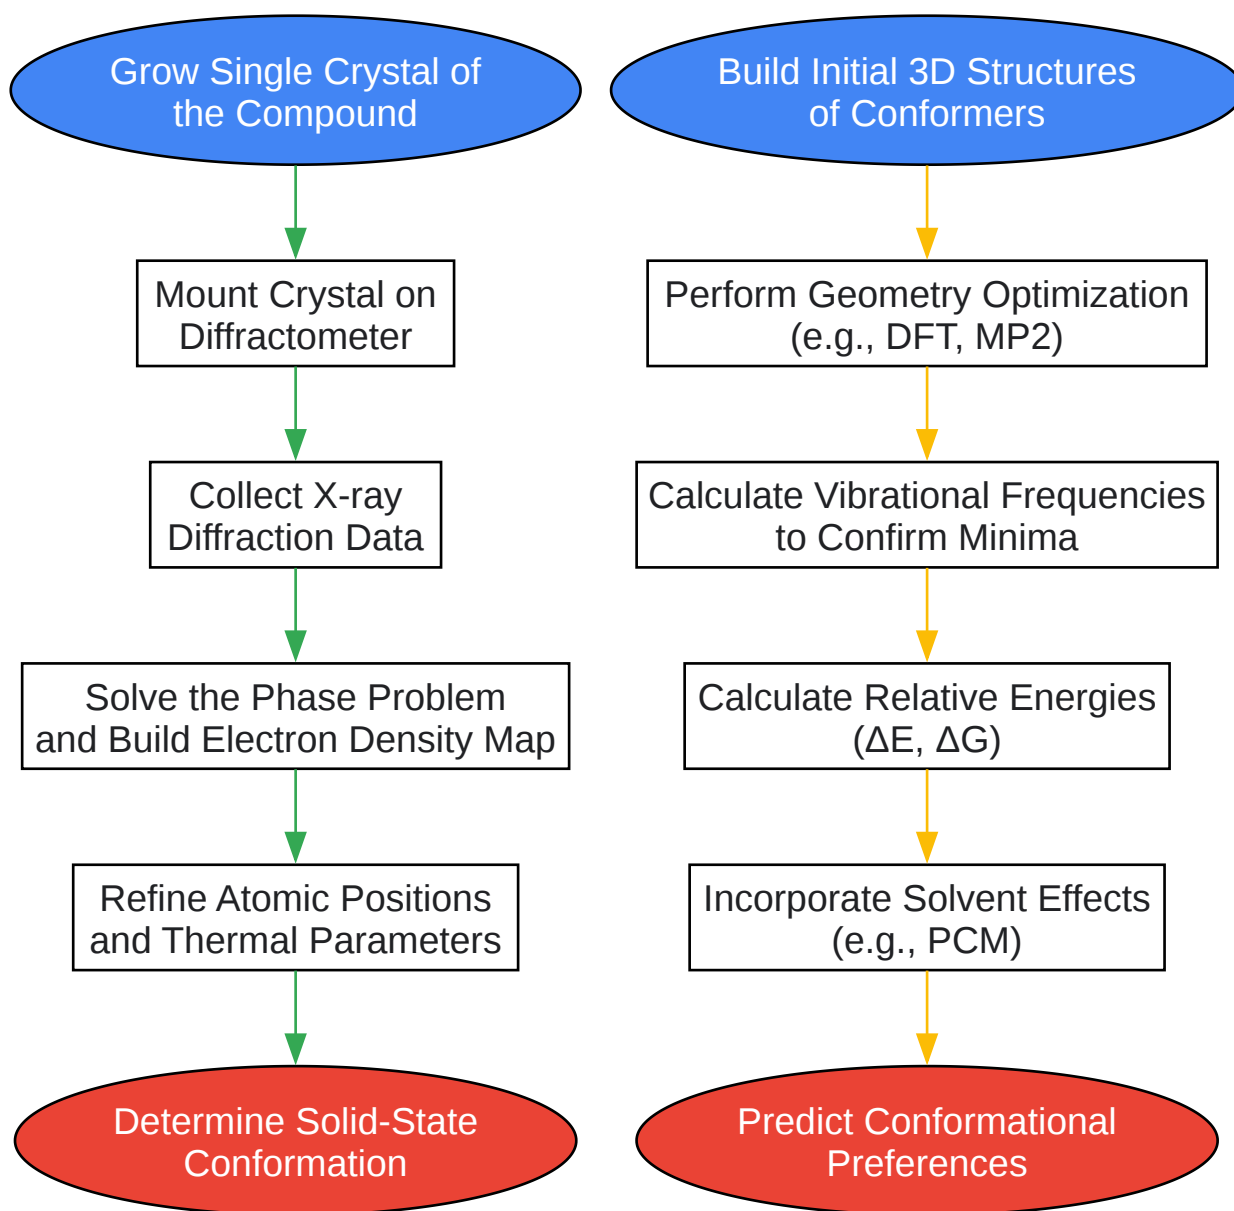 Grow Single Crystal of
the Compound
Mount Crystal on
Diffractometer
Collect X-ray
Diffraction Data
Solve the Phase Problem
and Build Electron Density Map
Refine Atomic Positions
and Thermal Parameters
Determine Solid-State
Conformation
Build Initial 3D Structures
of Conformers
Perform Geometry Optimization
(e.g., DFT, MP2)
Calculate Vibrational Frequencies
to Confirm Minima
Calculate Relative Energies
(ΔE, ΔG)
Incorporate Solvent Effects
(e.g., PCM)
Predict Conformational
Preferences